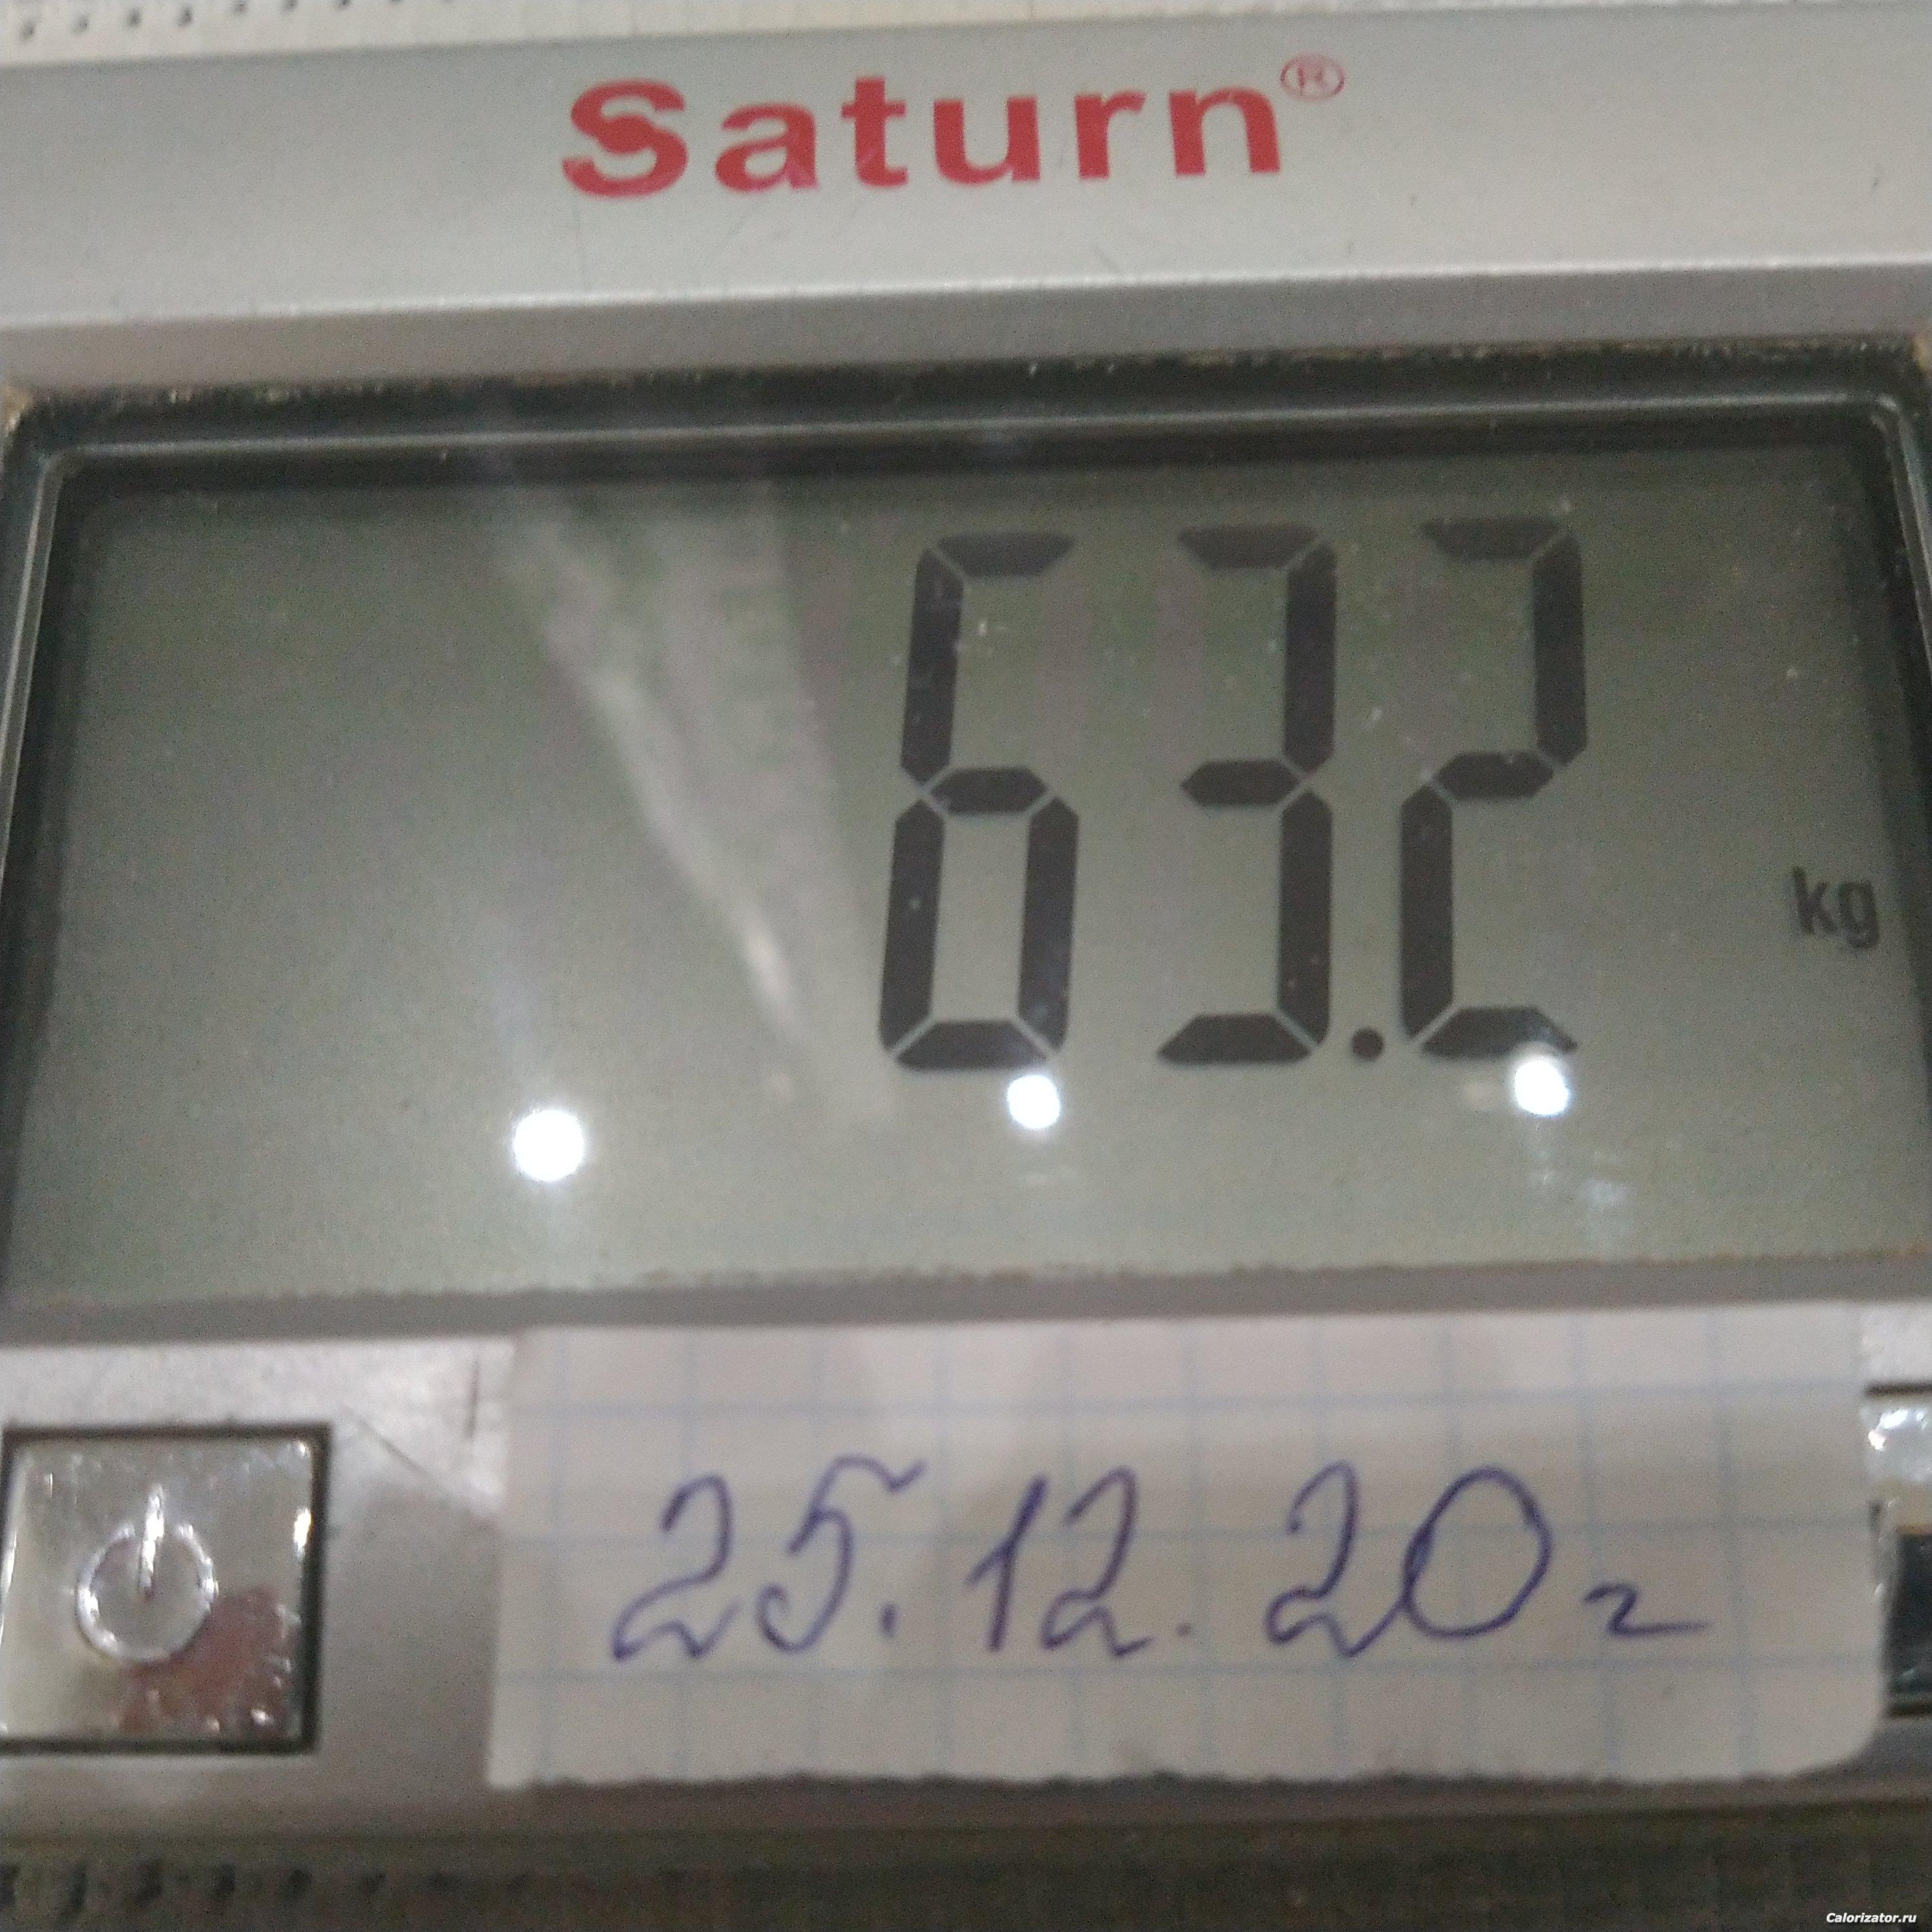 Saturn®
63.2
kg
25.12.20г
Calorizator.ru